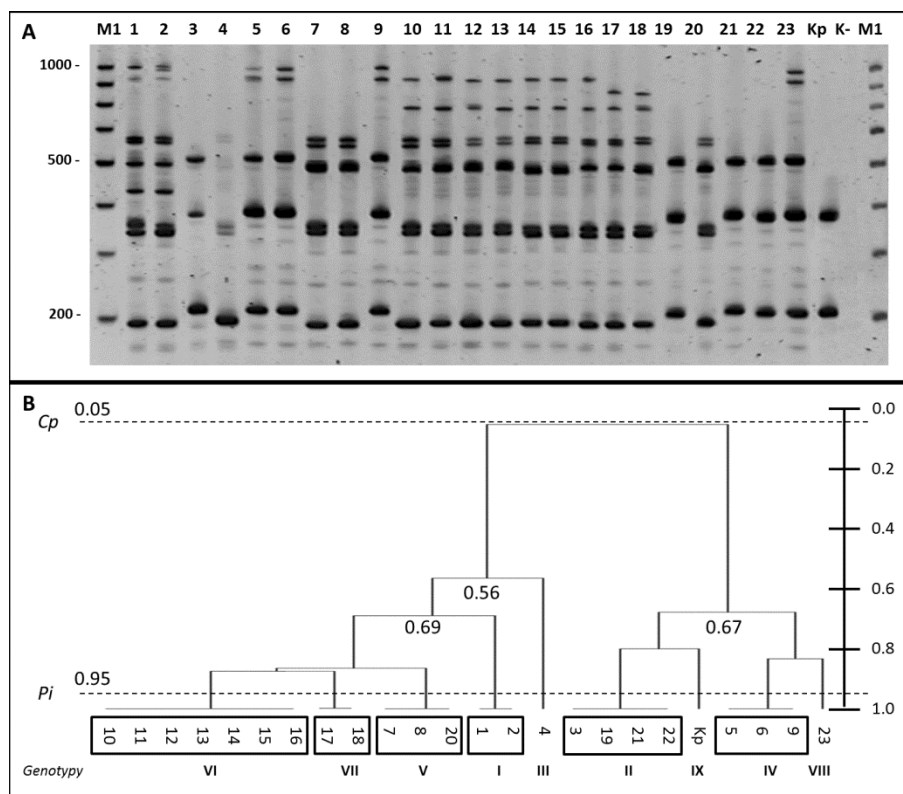 A M1 1 2 3 4 5 6 7 8 9 10 11 12 13 14 15 16 17 18 19 20 21 22 23 Kp K- M1
1000 -
500 -
200 -
B
0.05
Cp
0.0
0.2
0.4
0.56
0.6
0.69 0.67
0.8
0.95
Pi
1.0
10 11 12 13 14 15 16 17 18 7 8 20 1 2 4 3 19 21 22 Kp 5 6 9 23
Genotypy VI VII V I III II IX IV VIII